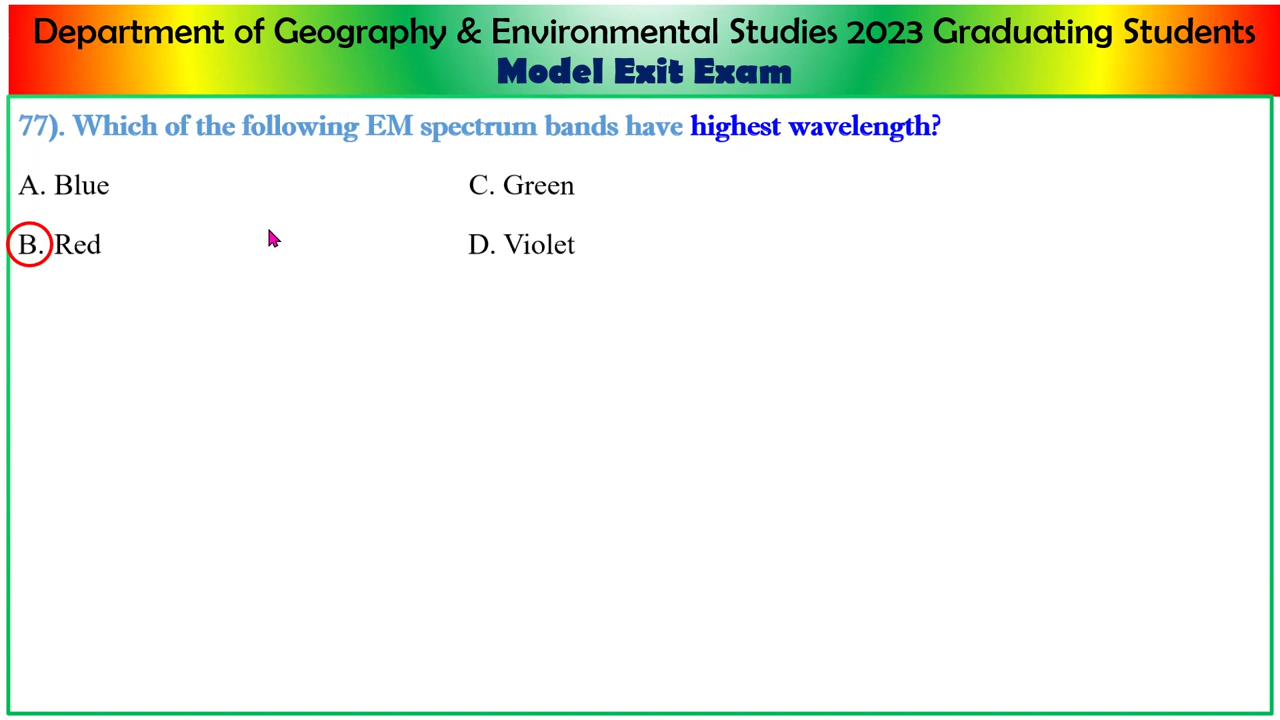 Department of Geography & Environmental Studies 2023 Graduating Students
Model Exit Exam
77). Which of the following EM spectrum bands have highest wavelength?
A. Blue
C. Green
B. Red
D. Violet